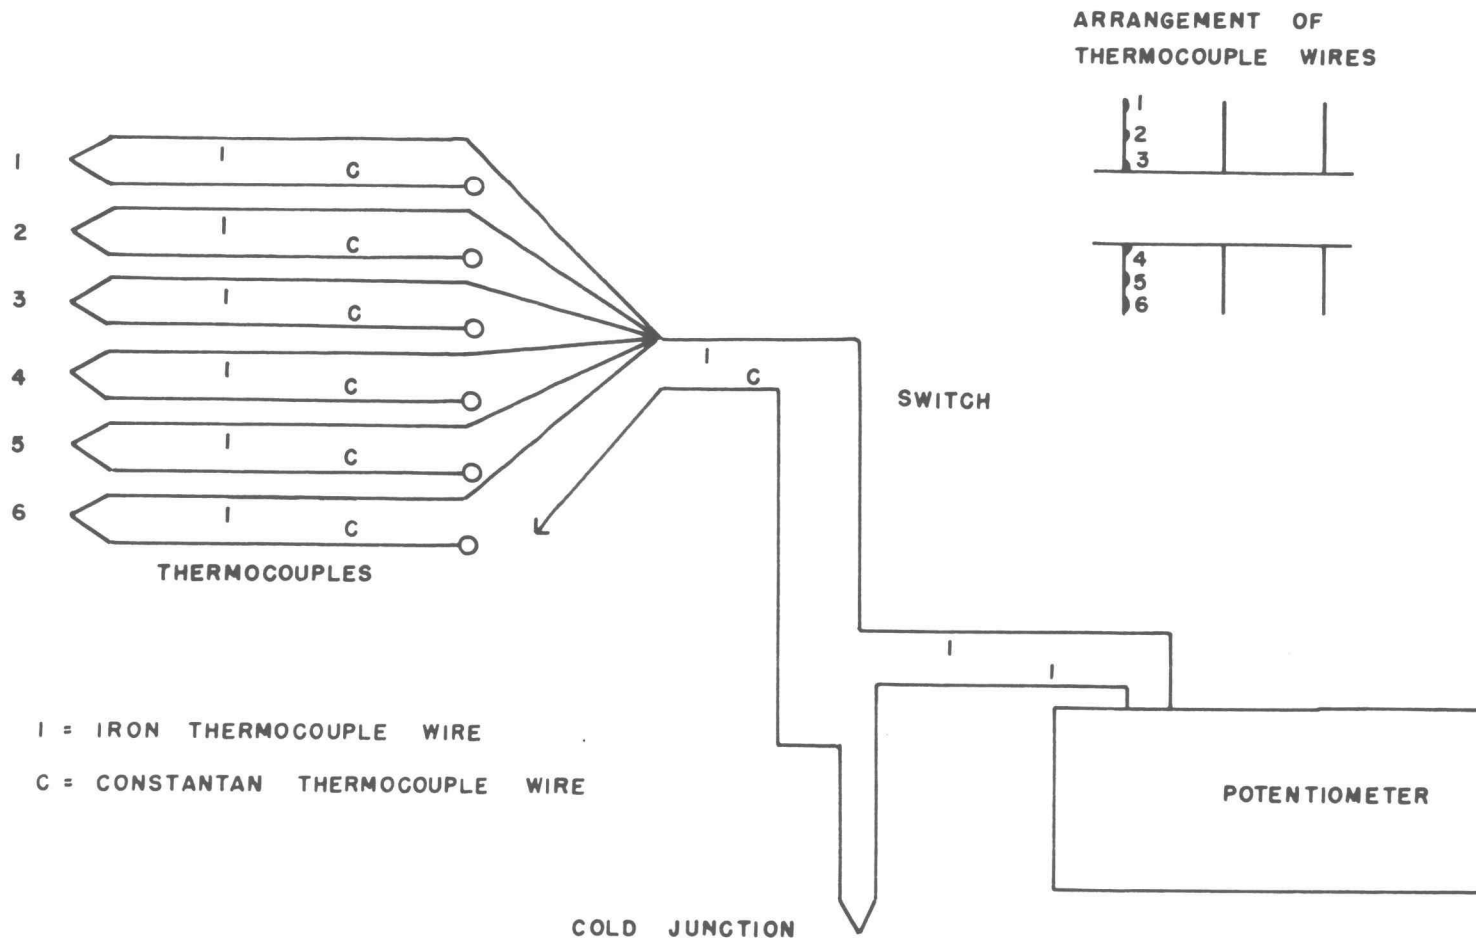 ARRANGEMENT OF
THERMOCOUPLE WIRES
1
2
3
4
5
6
1 I C
2 I C
3 I C
4 I C
5 I C
6 I C
THERMOCOUPLES
I
C
SWITCH
I
I
I = IRON THERMOCOUPLE WIRE
C = CONSTANTAN THERMOCOUPLE WIRE
POTENTIOMETER
COLD JUNCTION